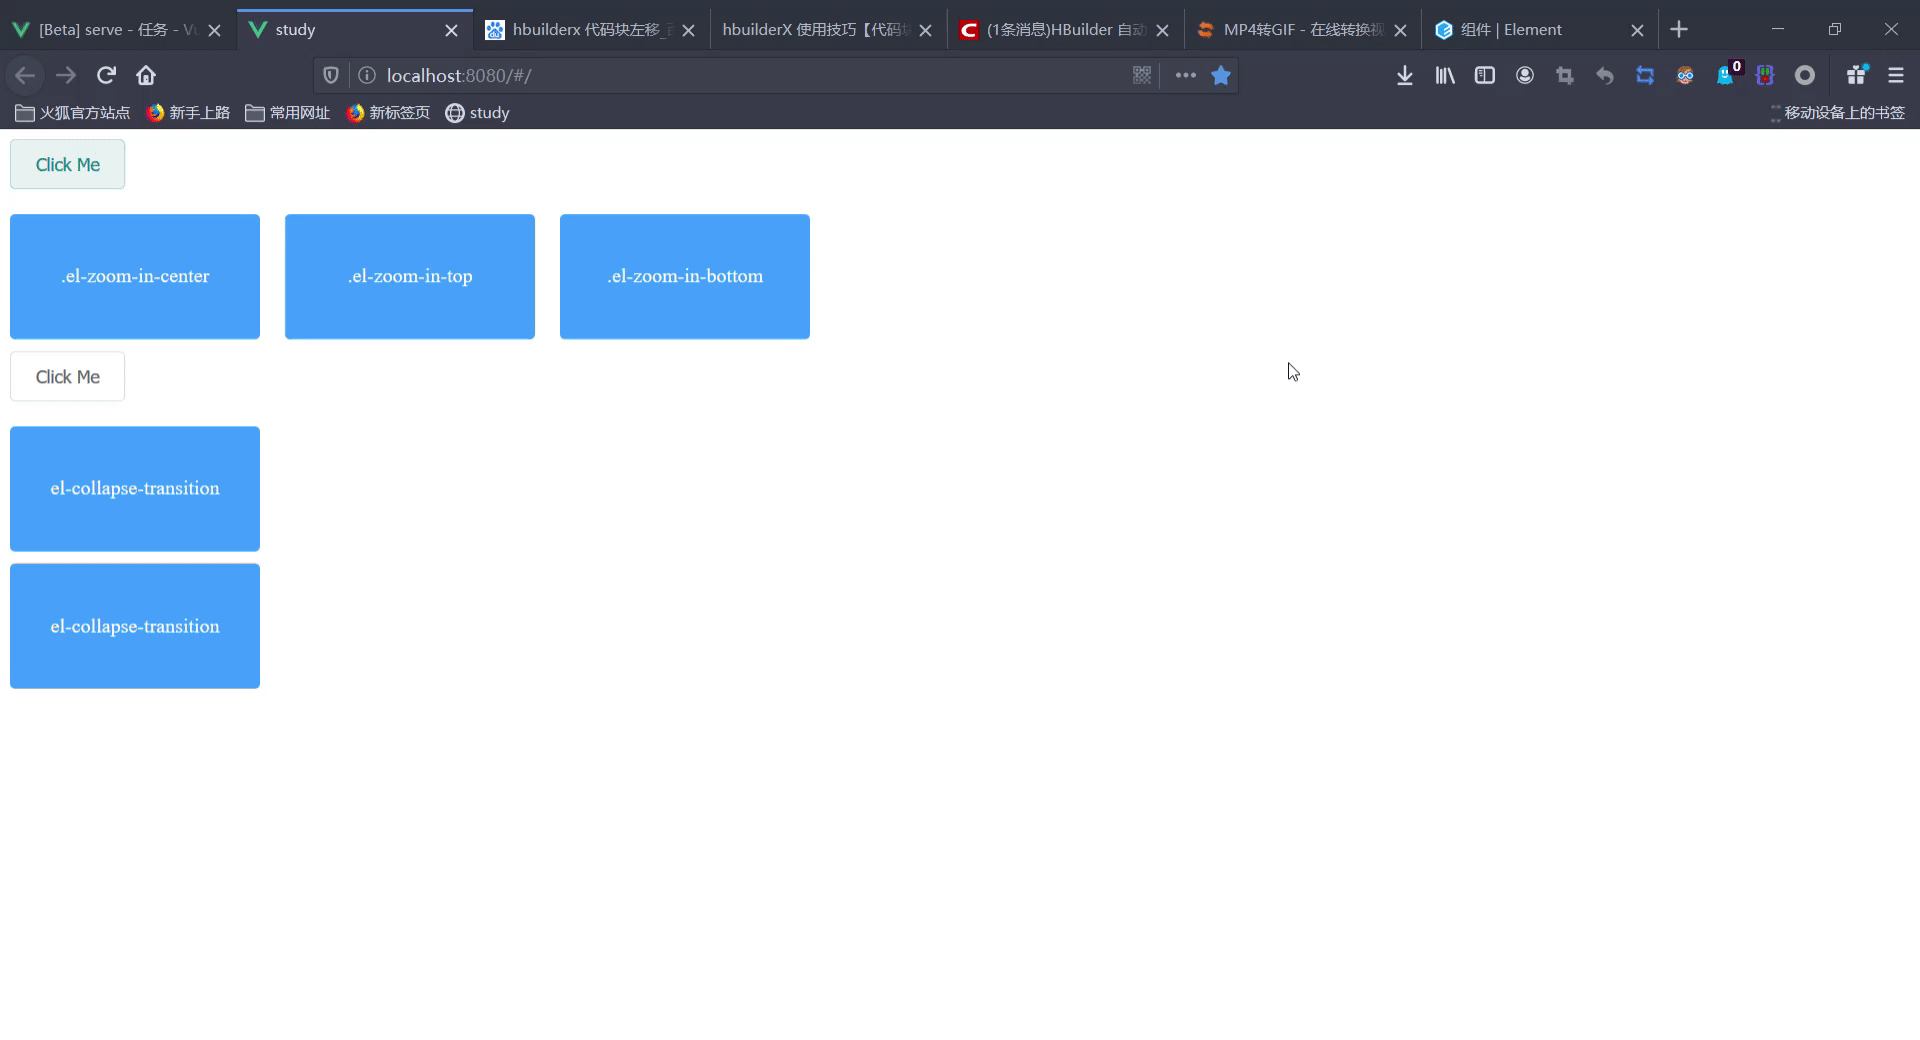 [Beta] serve - 任务 - Vu
study
hbuilderx 代码块左移_
hbuilderX 使用技巧【代码
(1条消息)HBuilder 自动
MP4转GIF - 在线转换视
组件 | Element
localhost:8080/#/
0
火狐官方站点
新手上路
常用网址
新标签页
study
移动设备上的书签
Click Me
.el-zoom-in-center
.el-zoom-in-top
.el-zoom-in-bottom
Click Me
el-collapse-transition
el-collapse-transition